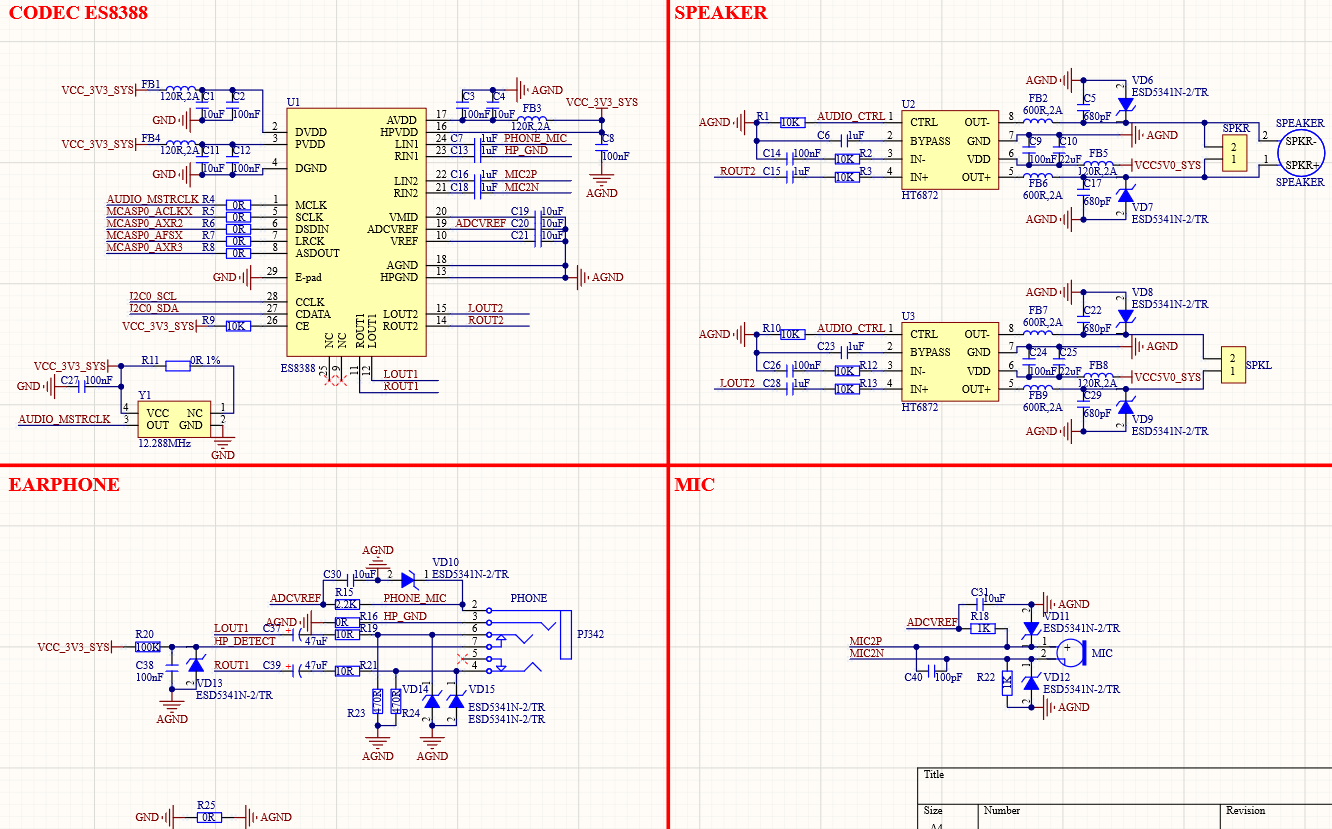 CODEC ES8388
VCC_3V3_SYS
FB1
120R,2A
C1
C2
10uF
100nF
GND
VCC_3V3_SYS
FB4
120R,2A
C11
C12
10uF
100nF
GND
AUDIO_MSTRCLK R4 0R
MCASP0_ACLKX R5 0R
MCASP0_AXR2 R6 0R
MCASP0_AFSX R7 0R
MCASP0_AXR3 R8 0R
GND
I2C0_SCL
I2C0_SDA
VCC_3V3_SYS
R9
10K
U1
2 DVDD
3 PVDD
4 DGND
1 MCLK
5 SCLK
6 DSDIN
7 LRCK
8 ASDOUT
29 E-pad
28 CCLK
27 CDATA
26 CE
AVDD 17
HPVDD 16
LIN1 24
RIN1 23
LIN2 22
RIN2 21
VMID 20
ADCVREF 19
VREF 10
AGND 18
HPGND 13
LOUT2 15
ROUT2 14
NC 25
NC 9
ROUT1 11
LOUT1 12
ES8388
C3
C4
100nF
10uF
AGND
FB3
120R,2A
VCC_3V3_SYS
C8
100nF
AGND
C7 1uF PHONE_MIC
C13 1uF HP_GND
C16 1uF MIC2P
C18 1uF MIC2N
C19 10uF
ADCVREF C20 10uF
C21 10uF
AGND
LOUT2
ROUT2
LOUT1
ROUT1
VCC_3V3_SYS
R11
0R 1%
GND
C27 100nF
Y1
4 VCC NC 1
3 OUT GND 2
AUDIO_MSTRCLK
12.288MHz
GND
SPEAKER
AGND
R1
10K
AUDIO_CTRL
C6
1uF
C14 100nF
R2
10K
ROUT2
C15 1uF
R3
10K
U2
1 CTRL OUT- 8
2 BYPASS GND 7
3 IN- VDD 6
4 IN+ OUT+ 5
HT6872
AGND
FB2
600R,2A
C5
680pF
VD6
ESD5341N-2/TR
2
AGND
C9
C10
100nF
22uF
FB5
120R,2A
VCC5V0_SYS
FB6
600R,2A
C17
680pF
AGND
VD7
ESD5341N-2/TR
2
SPKR
2
1
SPEAKER
2 SPKR-
1 SPKR+
SPEAKER
AGND
R10
10K
AUDIO_CTRL
C23
1uF
C26 100nF
R12
10K
LOUT2
C28 1uF
R13
10K
U3
1 CTRL OUT- 8
2 BYPASS GND 7
3 IN- VDD 6
4 IN+ OUT+ 5
HT6872
AGND
FB7
600R,2A
C22
680pF
VD8
ESD5341N-2/TR
2
AGND
C24
C25
100nF
22uF
FB8
120R,2A
VCC5V0_SYS
FB9
600R,2A
C29
680pF
AGND
VD9
ESD5341N-2/TR
2
SPKL
2
1
EARPHONE
AGND
C30 10uF
2
1
VD10
ESD5341N-2/TR
ADCVREF
R15
2.2K
PHONE_MIC
AGND
R16
0R
HP_GND
LOUT1
C37
+
47uF
R19
10R
HP_DETECT
VCC_3V3_SYS
R20
100K
C38
100nF
VD13
ESD5341N-2/TR
AGND
ROUT1
C39
+
47uF
R21
10R
R23
470R
R24
470R
VD14
1
2
VD15
1
2
ESD5341N-2/TR
ESD5341N-2/TR
AGND
AGND
PHONE
2
3
6
7
5
4
PJ342
GND
R25
0R
AGND
MIC
C31
10uF
AGND
ADCVREF
R18
1K
2
VD11
ESD5341N-2/TR
MIC2P
MIC2N
1
2
+
MIC
C40 100pF
R22
1K
VD12
ESD5341N-2/TR
2
AGND
Title
Size
Number
Revision
A4